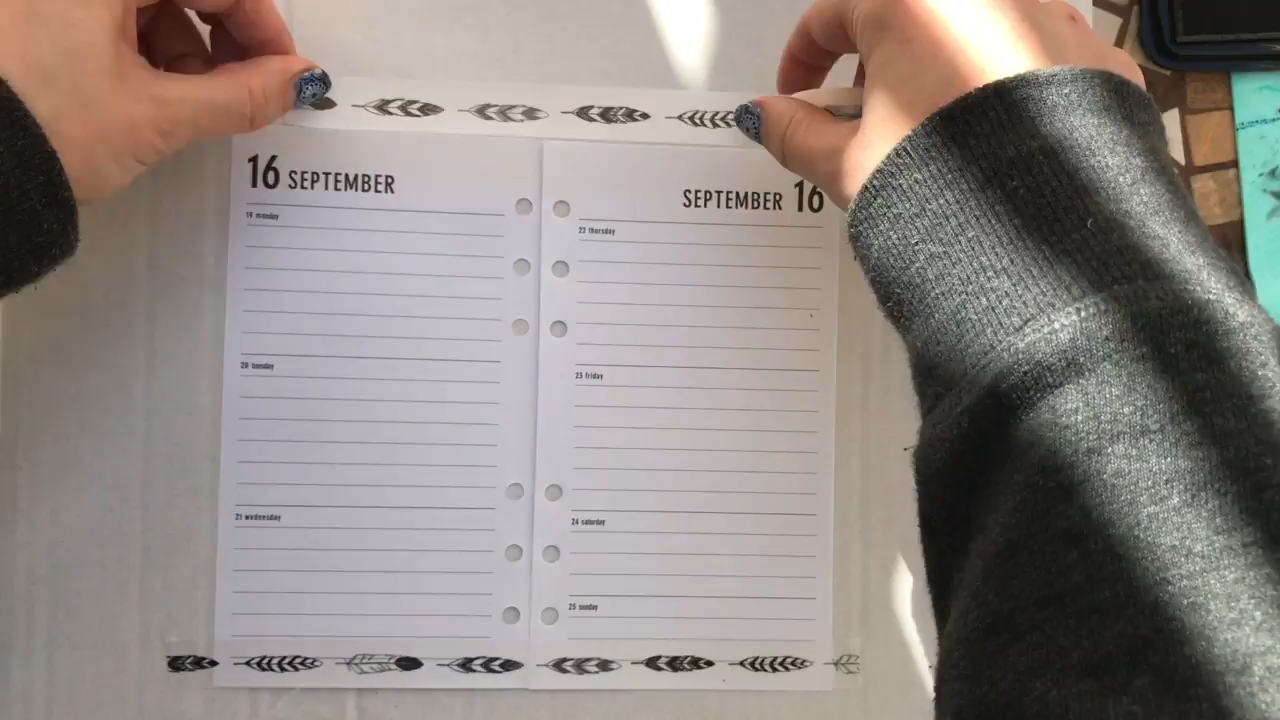 16 SEPTEMBER
19 monday
20 tuesday
21 wednesday
SEPTEMBER 16
22 thursday
23 friday
24 saturday
25 sunday